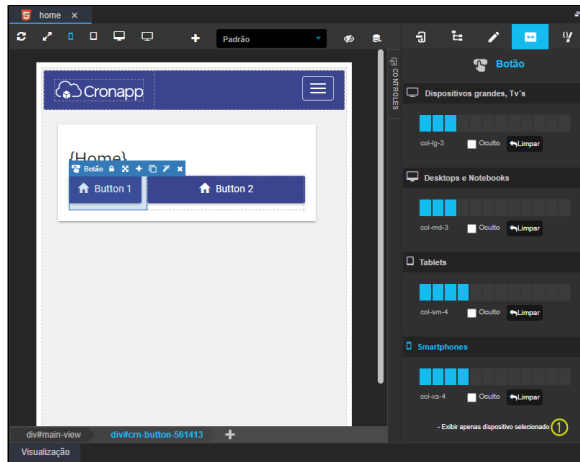 home ×
Padrão
CONTROLES
Botão
Cronapp
{Home}
Botão
Button 1
Button 2
Dispositivos grandes, Tv´s
col-lg-3 Oculto Limpar
Desktops e Notebooks
col-md-3 Oculto Limpar
Tablets
col-sm-4 Oculto Limpar
Smartphones
col-xs-4 Oculto Limpar
- Exibir apenas dispositivo selecionado 1
div#main-view div#crn-button-561413 +
Visualização